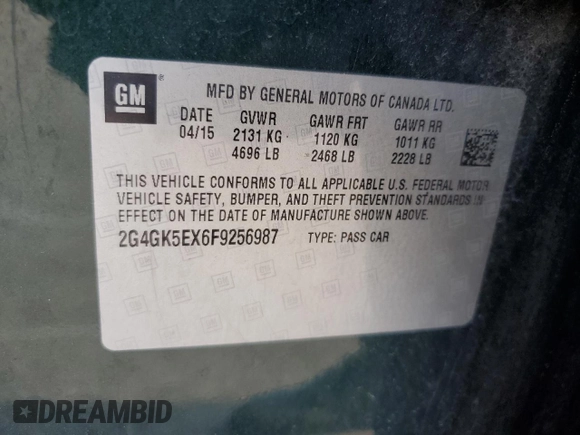 GM
MFD BY GENERAL MOTORS OF CANADA LTD.
DATE GVWR GAWR FRT GAWR RR
04/15 2131 KG 1120 KG 1011 KG
4696 LB 2468 LB 2228 LB
THIS VEHICLE CONFORMS TO ALL APPLICABLE U.S. FEDERAL MOTOR
VEHICLE SAFETY, BUMPER, AND THEFT PREVENTION STANDARDS IN
EFFECT ON THE DATE OF MANUFACTURE SHOWN ABOVE.
2G4GK5EX6F9256987 TYPE: PASS CAR
DREAMBID